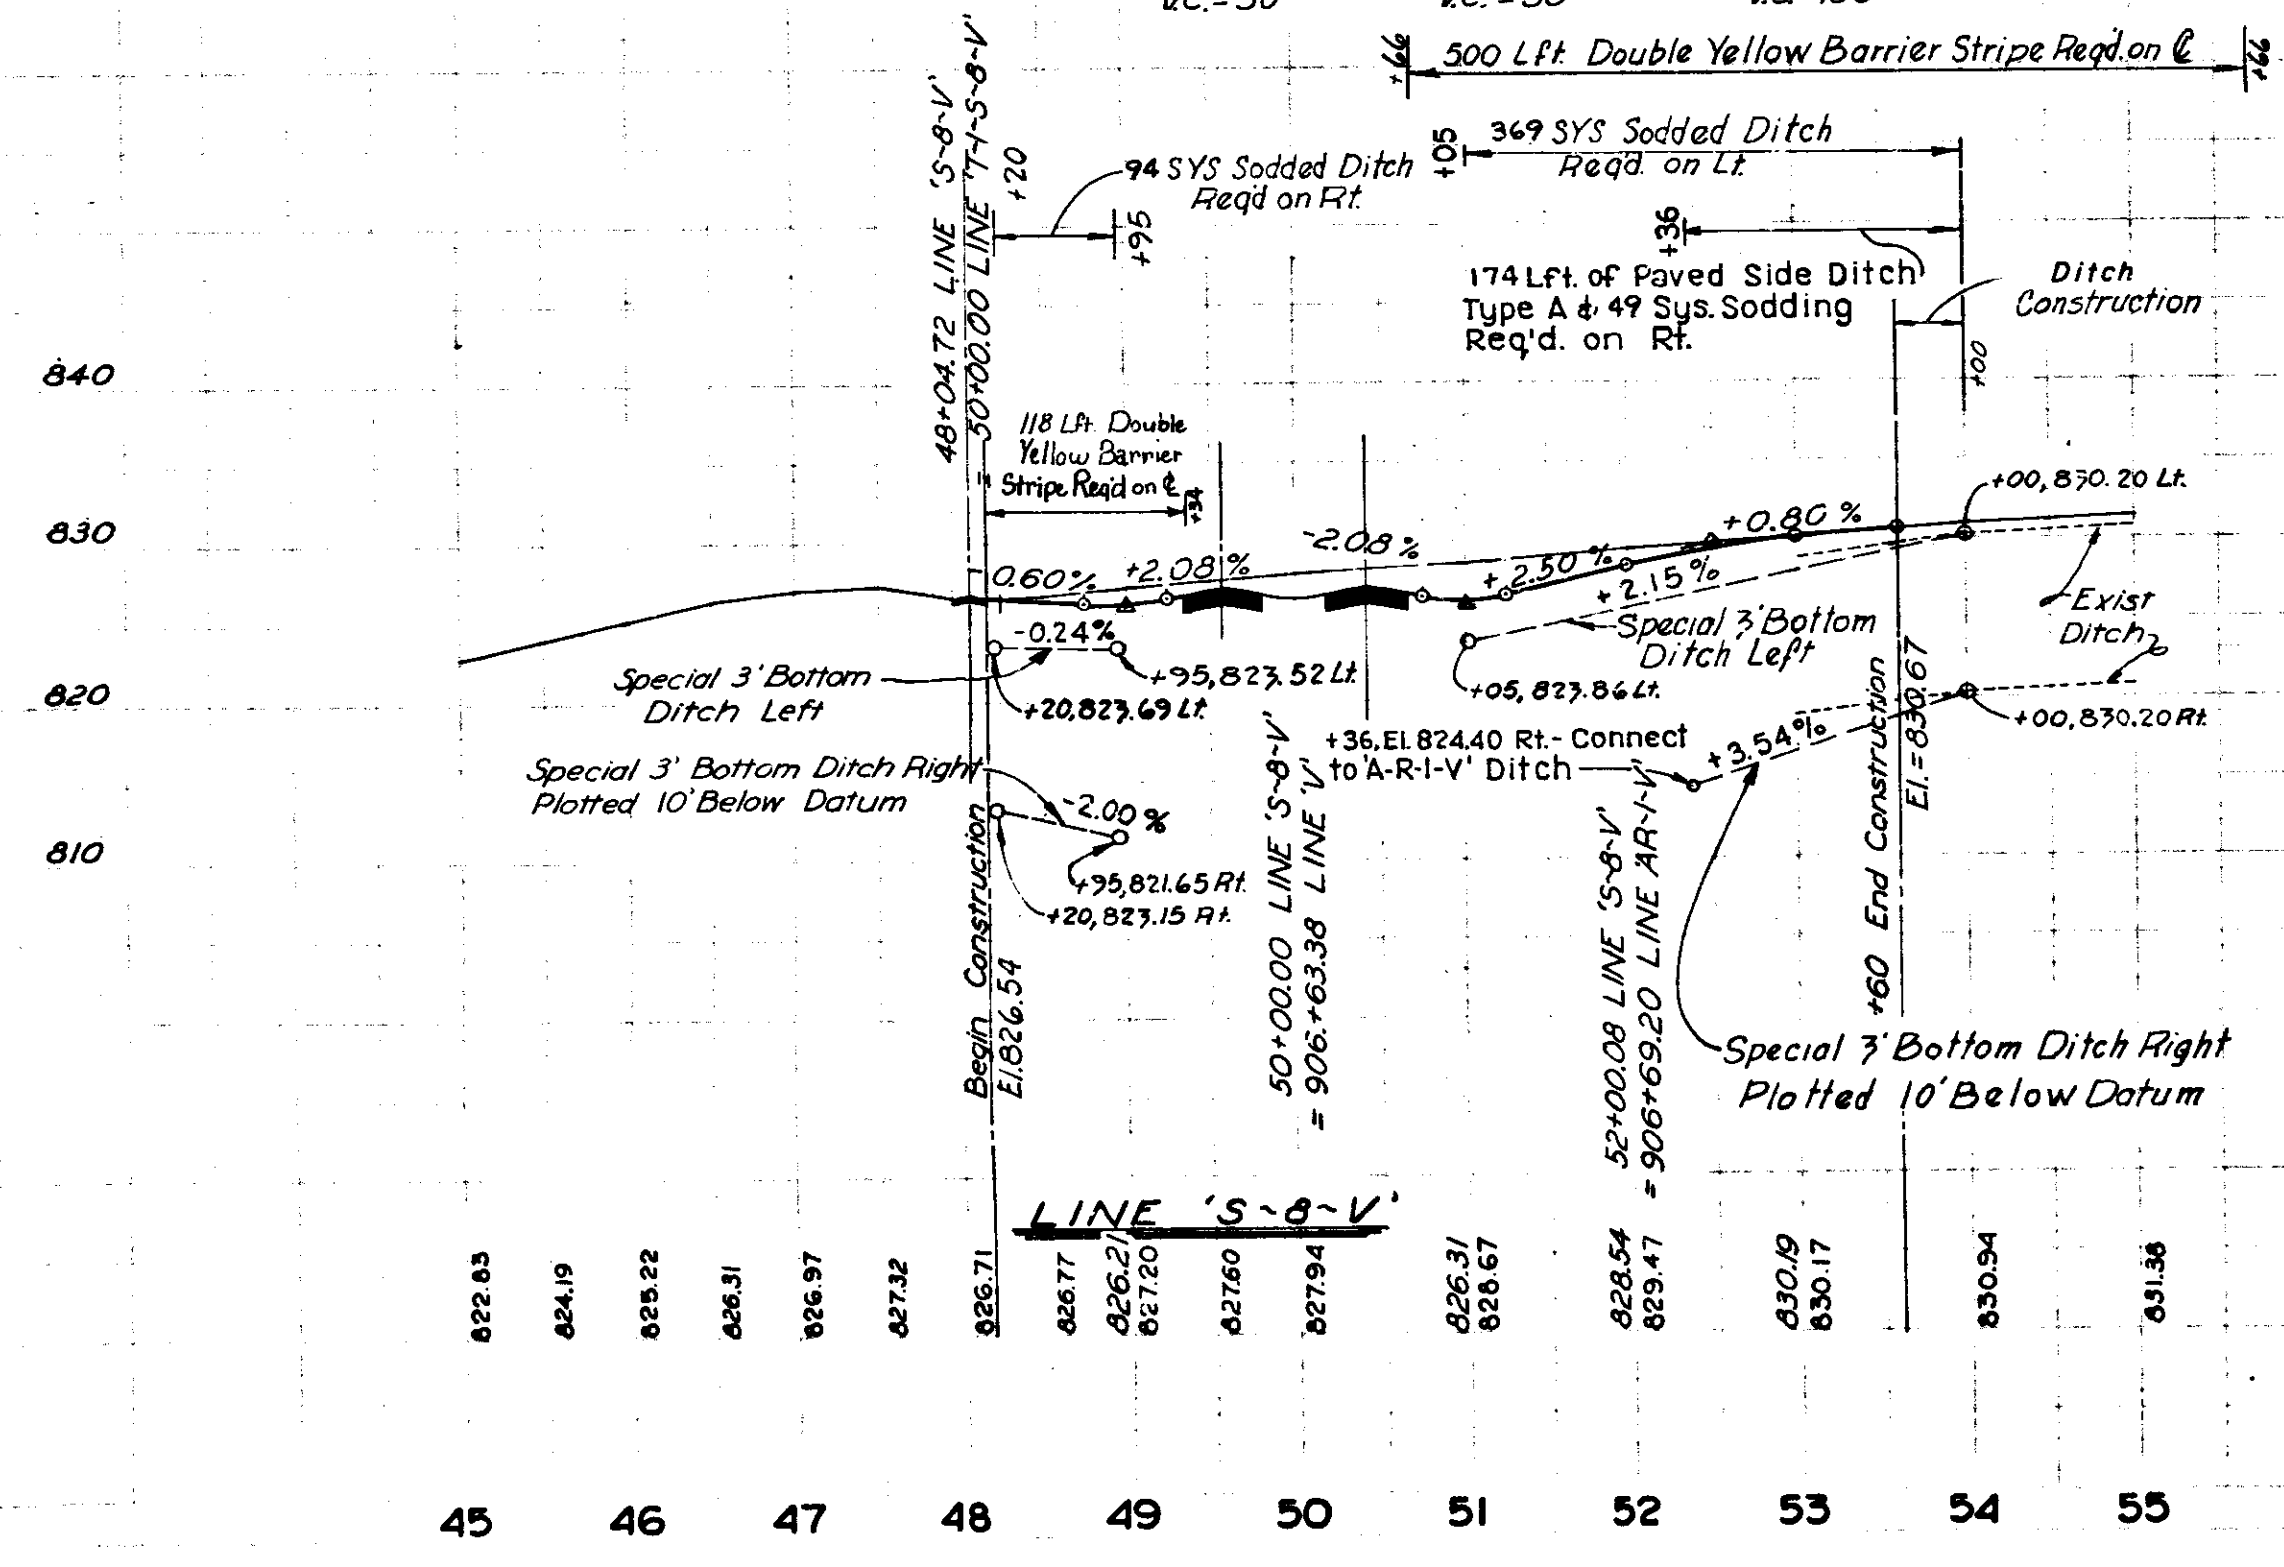 +66
500 Lft. Double Yellow Barrier Stripe Reqd. on ℄
+66
+05
369 SYS Sodded Ditch
Reqd. on Lt.
+20
94 SYS Sodded Ditch
Reqd on Rt.
+95
+36
174 Lft. of Paved Side Ditch
Type A & 49 Sys. Sodding
Req'd. on Rt.
Ditch
Construction
+00
48+04.72 LINE 'S-8-V'
50+00.00 LINE 'T-1-S-8-V'
840
118 Lft. Double
Yellow Barrier
Stripe Reqd on ℄
+34
+00, 830.20 Lt.
830
0.60%
+2.08%
-2.08%
+2.50%
+0.80%
+2.15%
-0.24%
Special 3' Bottom
Ditch Left
Exist
Ditch
Special 3' Bottom
Ditch Left
+95, 823.52 Lt.
+20, 823.69 Lt.
+05, 823.86 Lt.
820
+00, 830.20 Rt.
+36, El. 824.40 Rt. - Connect
to 'A-R-1-V' Ditch
+3.54%
Special 3' Bottom Ditch Right
Plotted 10' Below Datum
-2.00%
810
+95, 821.65 Rt.
+20, 823.15 Rt.
Begin Construction
El. 826.54
50+00.00 LINE 'S-8-V'
= 906.+63.38 LINE 'V'
52+00.08 LINE 'S-8-V'
= 906+69.20 LINE AR-1-V'
+60 End Construction
El. = 830.67
Special 3' Bottom Ditch Right
Plotted 10' Below Datum
LINE 'S-8-V'
822.83
824.19
825.22
826.31
826.97
827.32
826.71
826.77
826.21
827.20
827.60
827.94
826.31
828.67
828.54
829.47
830.19
830.17
830.94
831.38
45 46 47 48 49 50 51 52 53 54 55